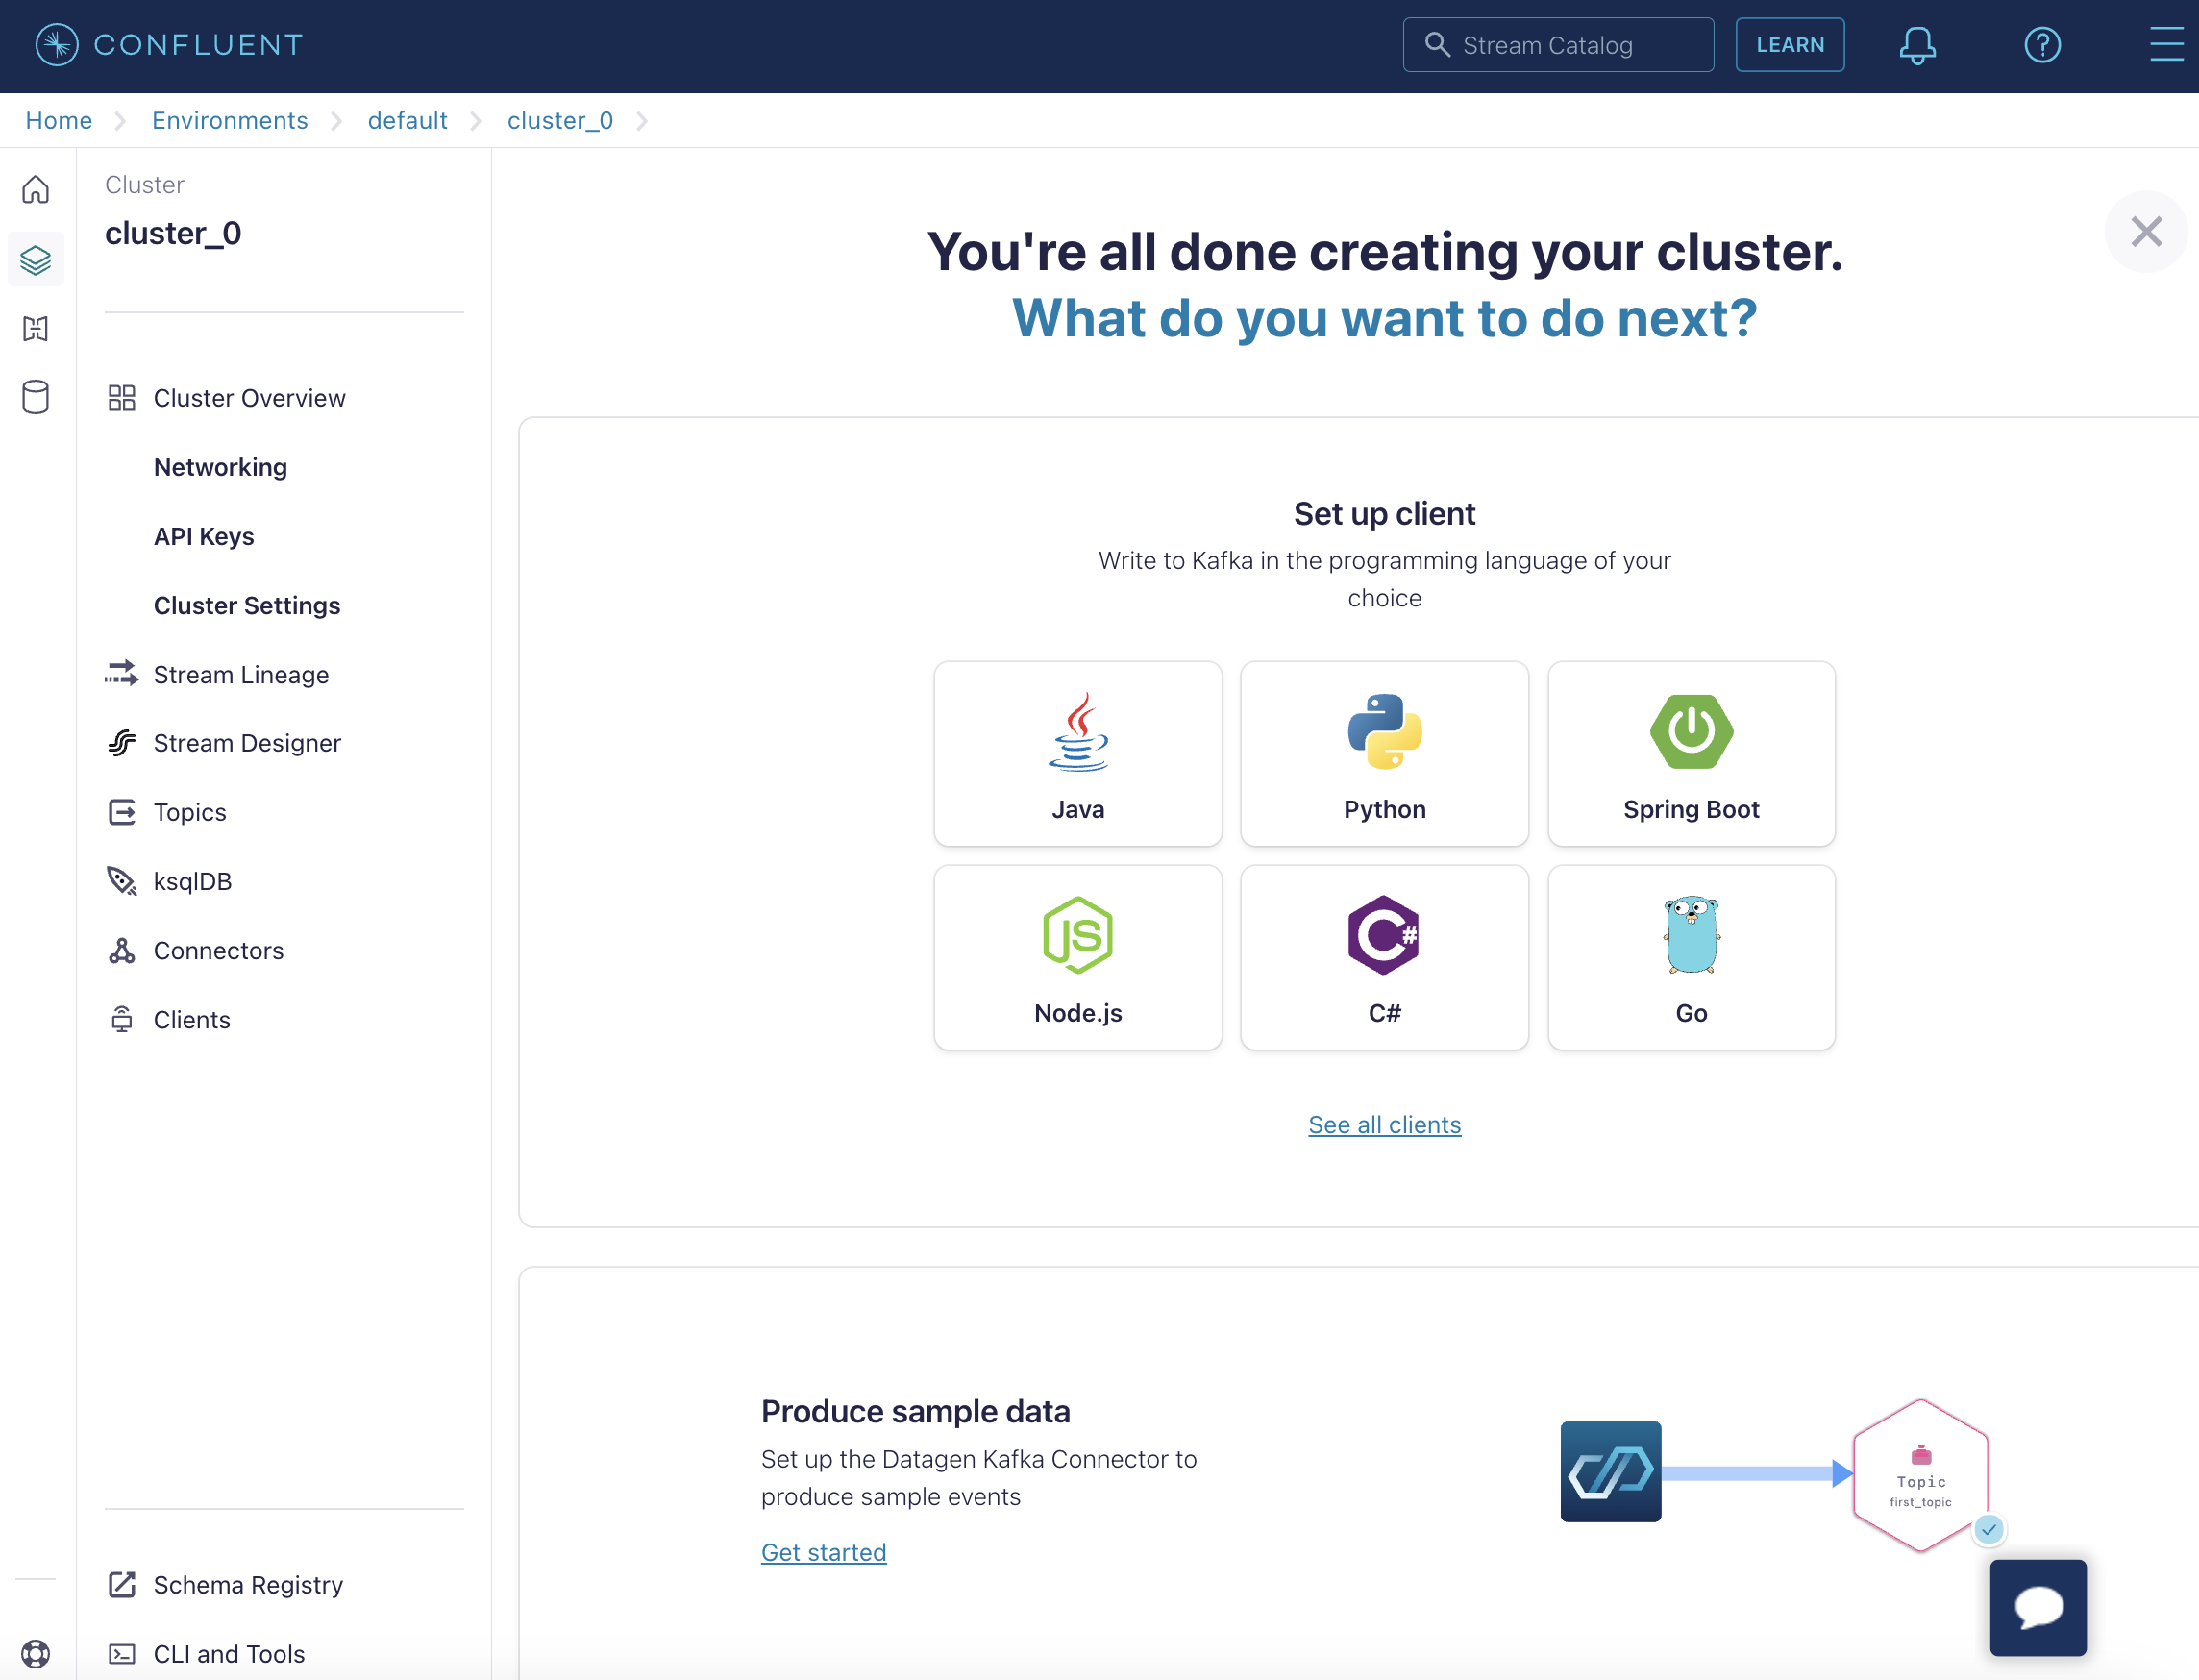 CONFLUENT
Stream Catalog
LEARN
Home
Environments
default
cluster_0
Cluster
cluster_0
Cluster Overview
Networking
API Keys
Cluster Settings
Stream Lineage
Stream Designer
Topics
ksqlDB
Connectors
Clients
Schema Registry
CLI and Tools
You're all done creating your cluster.
What do you want to do next?
Set up client
Write to Kafka in the programming language of your
choice
Java
Python
Spring Boot
JS
Node.js
C#
C#
Go
See all clients
Produce sample data
Set up the Datagen Kafka Connector to
produce sample events
Get started
Topic
first_topic